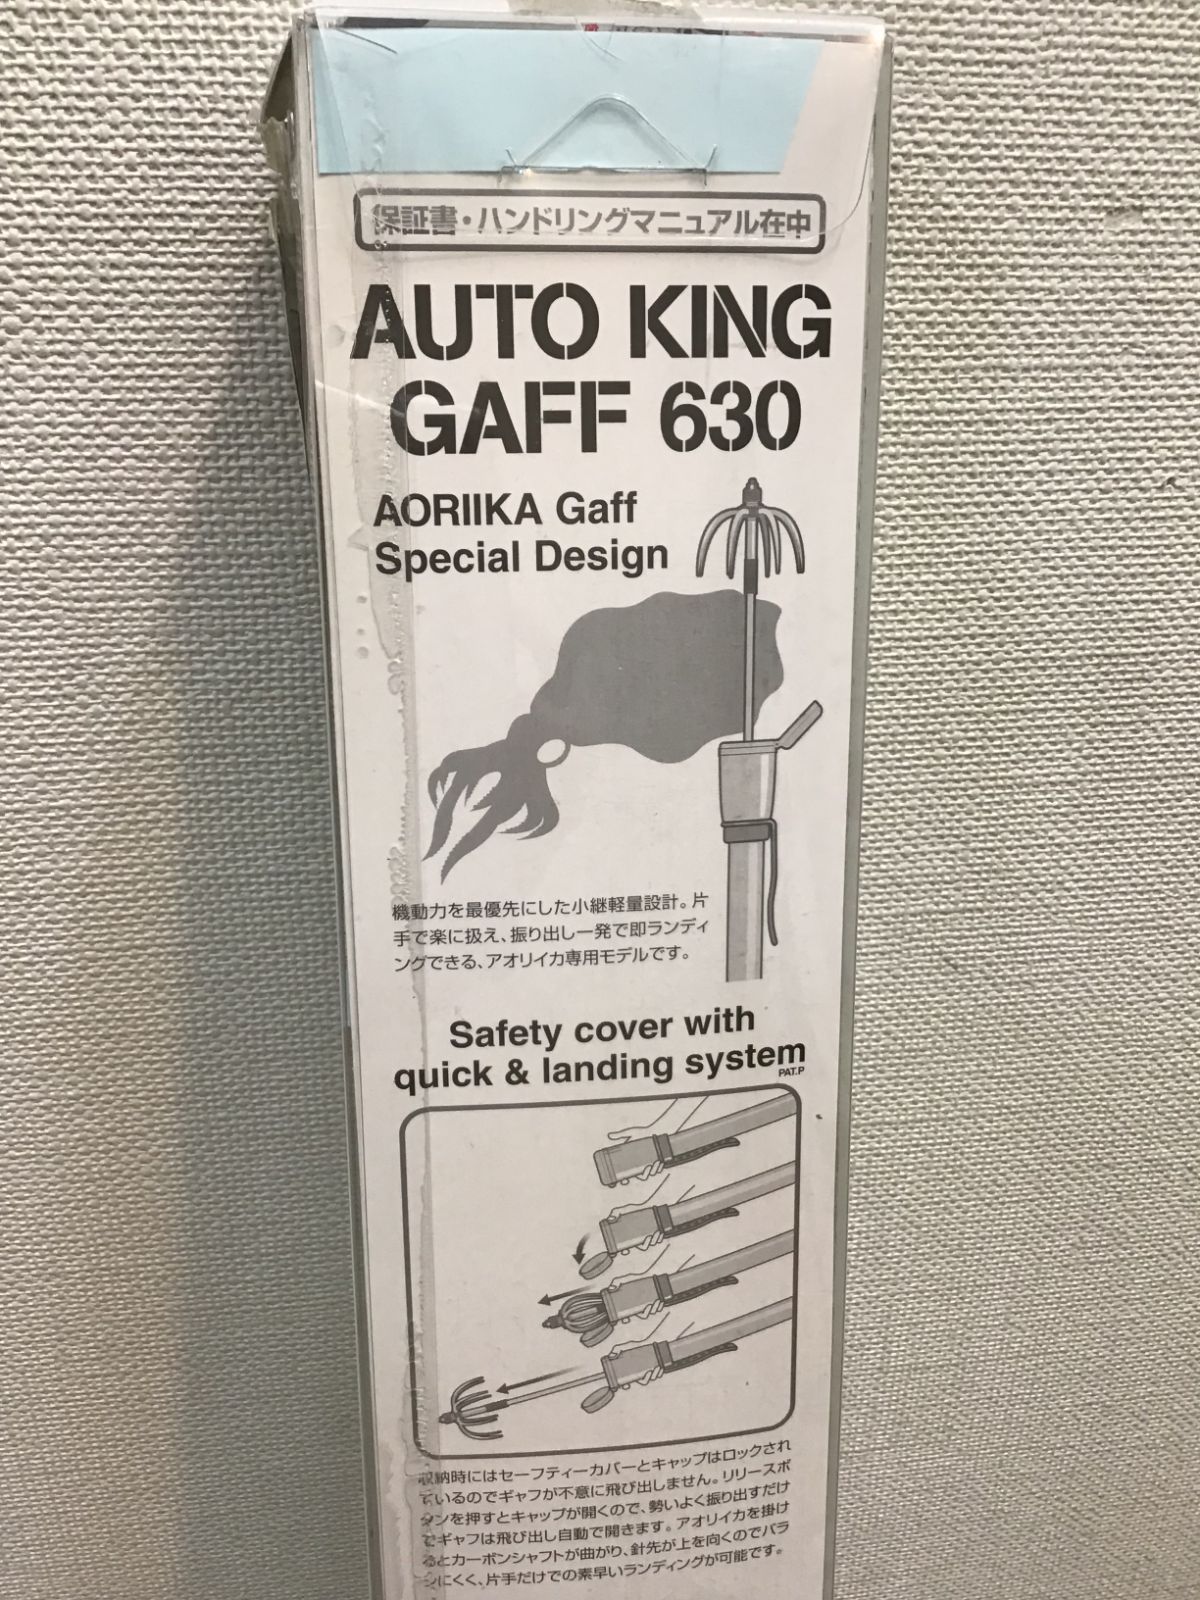 保証書・ハンドリングマニュアル在中
AUTO KING
GAFF 630
AORIIKA Gaff
Special Design
機動力を最優先にした小継軽量設計。片
手で楽に扱え、振り出し一発で即ランディ
ングできる、アオリイカ専用モデルです。
Safety cover with
quick & landing system
PAT.P
収納時にはセーフティーカバーとキャップはロックされ
ているのでギャフが不意に飛び出しません。リリースボ
タンを押すとキャップが開くので、勢いよく振り出すだけ
でギャフは飛び出し自動で開きます。アオリイカを掛け
るとカーボンシャフトが曲がり、針先が上を向くのでバラ
しにくく、片手だけでの素早いランディングが可能です。